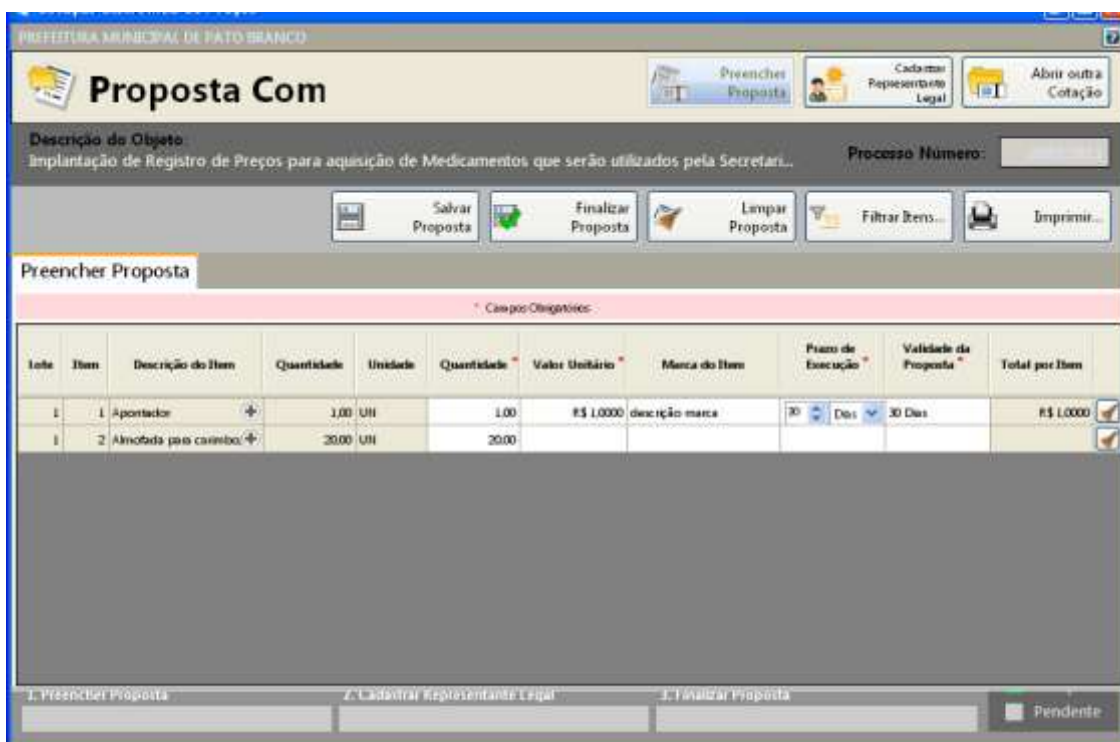 PREFEITURA MUNICIPAL DE PATO BRANCO
Proposta Com
Preencher Proposta
Cadastrar Representante Legal
Abrir outra Cotação
Descrição do Objeto:
Implantação de Registro de Preços para aquisição de Medicamentos que serão utilizados pela Secretari...
Processo Número:
Salvar Proposta
Finalizar Proposta
Limpar Proposta
Filtrar Itens...
Imprimir...
Preencher Proposta
* Campos Obrigatórios
Lote Item Descrição do Item Quantidade Unidade Quantidade * Valor Unitário * Marca do Item Prazo de Execução * Validade da Proposta * Total por Item
1 1 Apontador 1,00 UN 1,00 R$ 1,0000 descrição marca 30 Dias 30 Dias R$ 1,0000
1 2 Almofada para carimbo 20,00 UN 20,00
1. Preencher Proposta 2. Cadastrar Representante Legal 3. Finalizar Proposta
Pendente